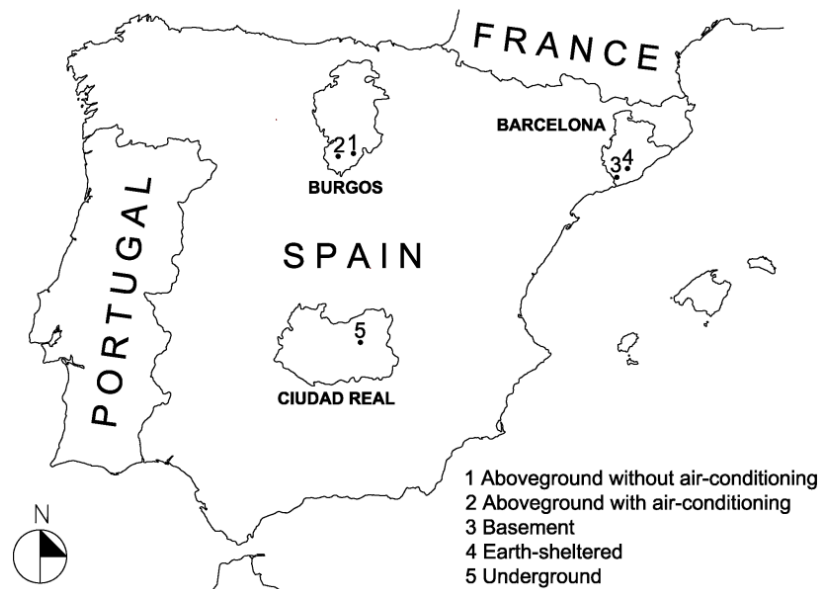 FRANCE
BARCELONA
2 1
3 4
BURGOS
PORTUGAL
SPAIN
5
CIUDAD REAL
1 Aboveground without air-conditioning
2 Aboveground with air-conditioning
3 Basement
4 Earth-sheltered
5 Underground
N